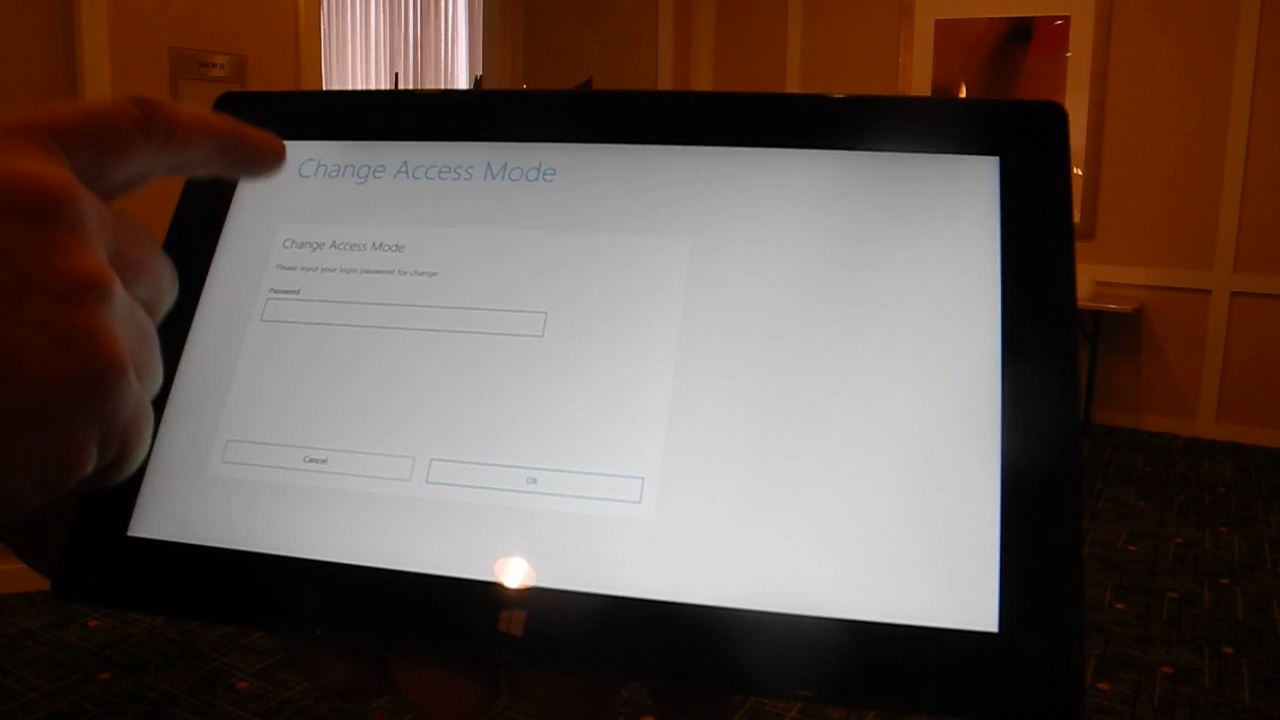 Change Access Mode
Change Access Mode
Please input your login password for change.
Password
Cancel
Ok